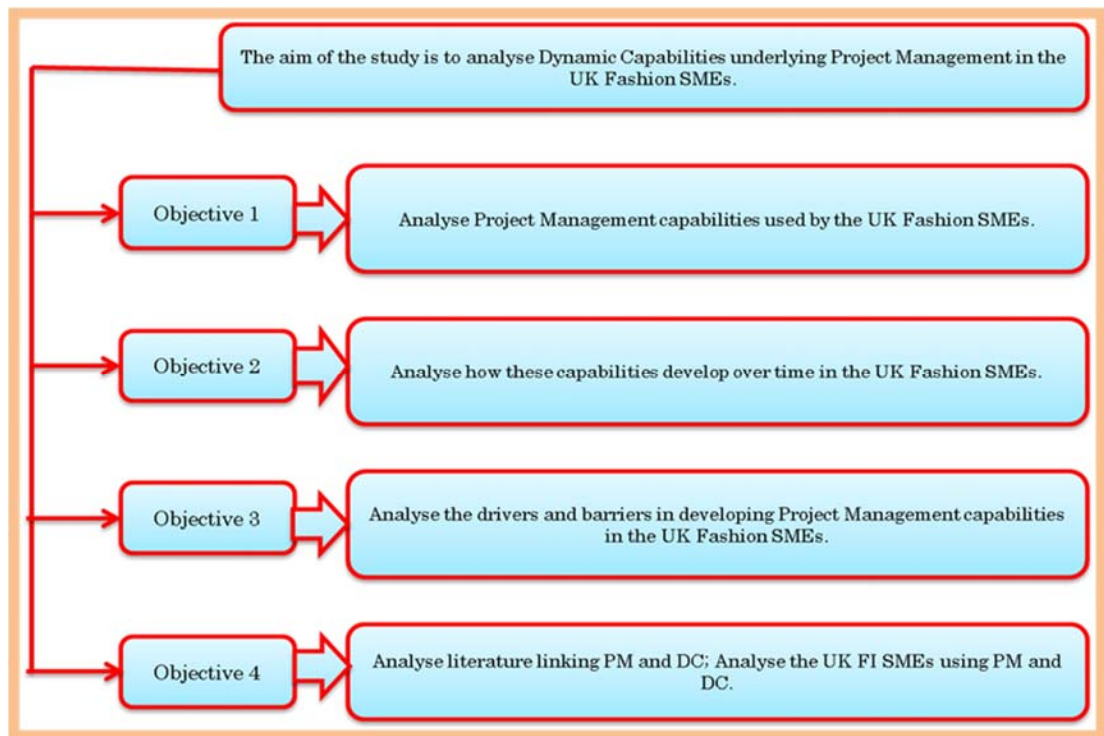 The aim of the study is to analyse Dynamic Capabilities underlying Project Management in the
UK Fashion SMEs.
Objective 1
Analyse Project Management capabilities used by the UK Fashion SMEs.
Objective 2
Analyse how these capabilities develop over time in the UK Fashion SMEs.
Objective 3
Analyse the drivers and barriers in developing Project Management capabilities
in the UK Fashion SMEs.
Objective 4
Analyse literature linking PM and DC; Analyse the UK FI SMEs using PM and
DC.